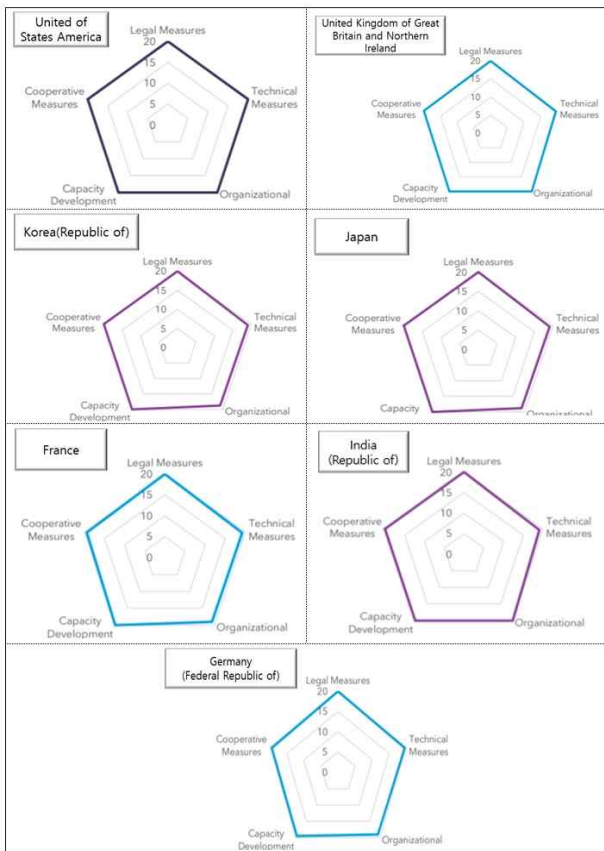 United of
States America
Legal Measures
20
15
10
5
0
Technical
Measures
Organizational
Capacity
Development
Cooperative
Measures
United Kingdom of Great
Britain and Northern
Ireland
Legal Measures
20
15
10
5
0
Technical
Measures
Organizational
Capacity
Development
Cooperative
Measures
Korea(Republic of)
Legal Measures
20
15
10
5
0
Technical
Measures
Organizational
Capacity
Development
Cooperative
Measures
Japan
Legal Measures
20
15
10
5
0
Technical
Measures
Organizational
Capacity
Cooperative
Measures
France
Legal Measures
20
15
10
5
0
Technical
Measures
Organizational
Capacity
Development
Cooperative
Measures
India
(Republic of)
Legal Measures
20
15
10
5
0
Technical
Measures
Organizational
Capacity
Development
Cooperative
Measures
Germany
(Federal Republic of)
Legal Measures
20
15
10
5
0
Technical
Measures
Organizational
Capacity
Development
Cooperative
Measures